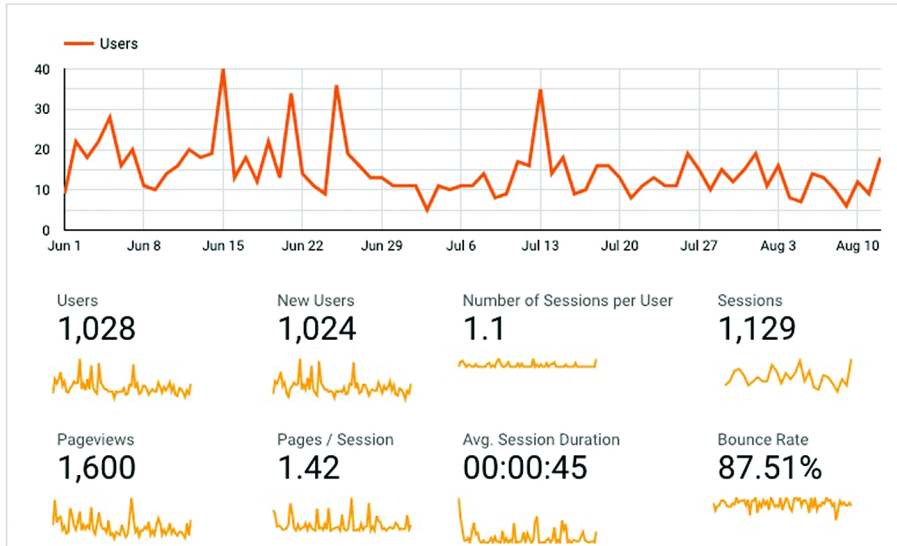 Users
40
30
20
10
0
Jun 1 Jun 8 Jun 15 Jun 22 Jun 29 Jul 6 Jul 13 Jul 20 Jul 27 Aug 3 Aug 10
Users New Users Number of Sessions per User Sessions
1,028 1,024 1.1 1,129
Pageviews Pages / Session Avg. Session Duration Bounce Rate
1,600 1.42 00:00:45 87.51%